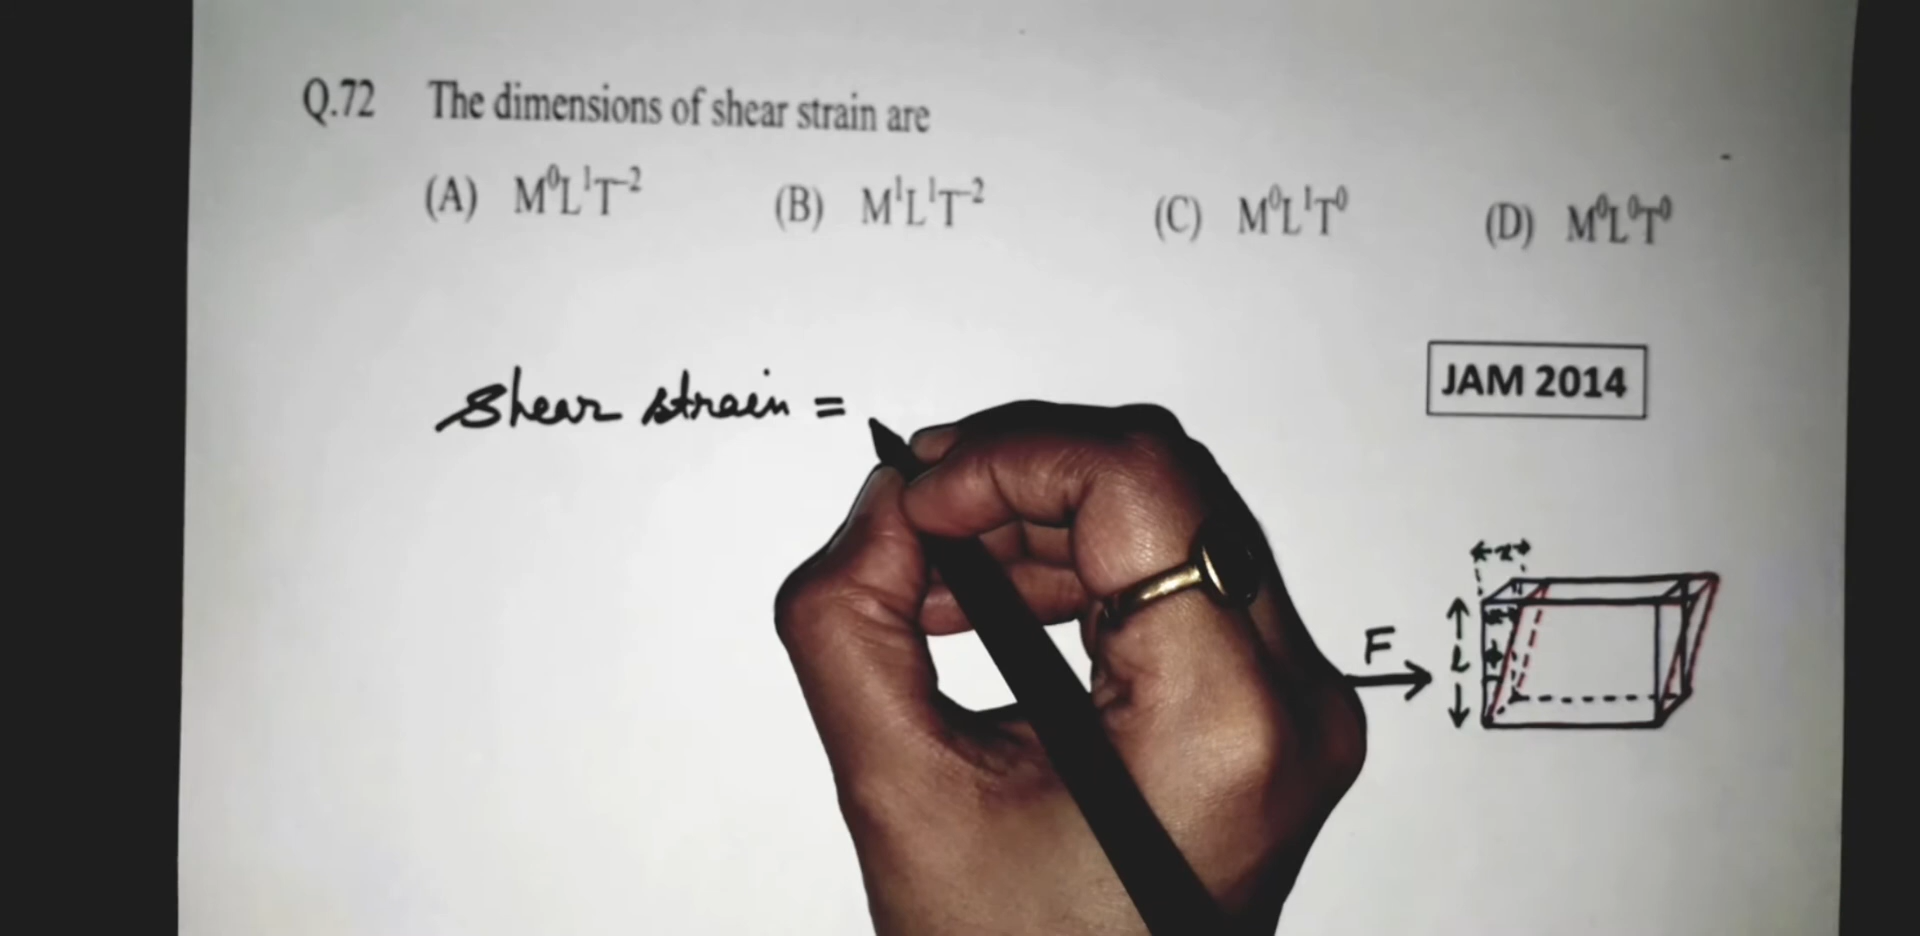 Q.72 The dimensions of shear strain are
(A) M⁰L¹T⁻² (B) M¹L¹T⁻² (C) M⁰L¹T⁰ (D) M⁰L⁰T⁰
JAM 2014
Shear strain =
x
F
l
ϕ